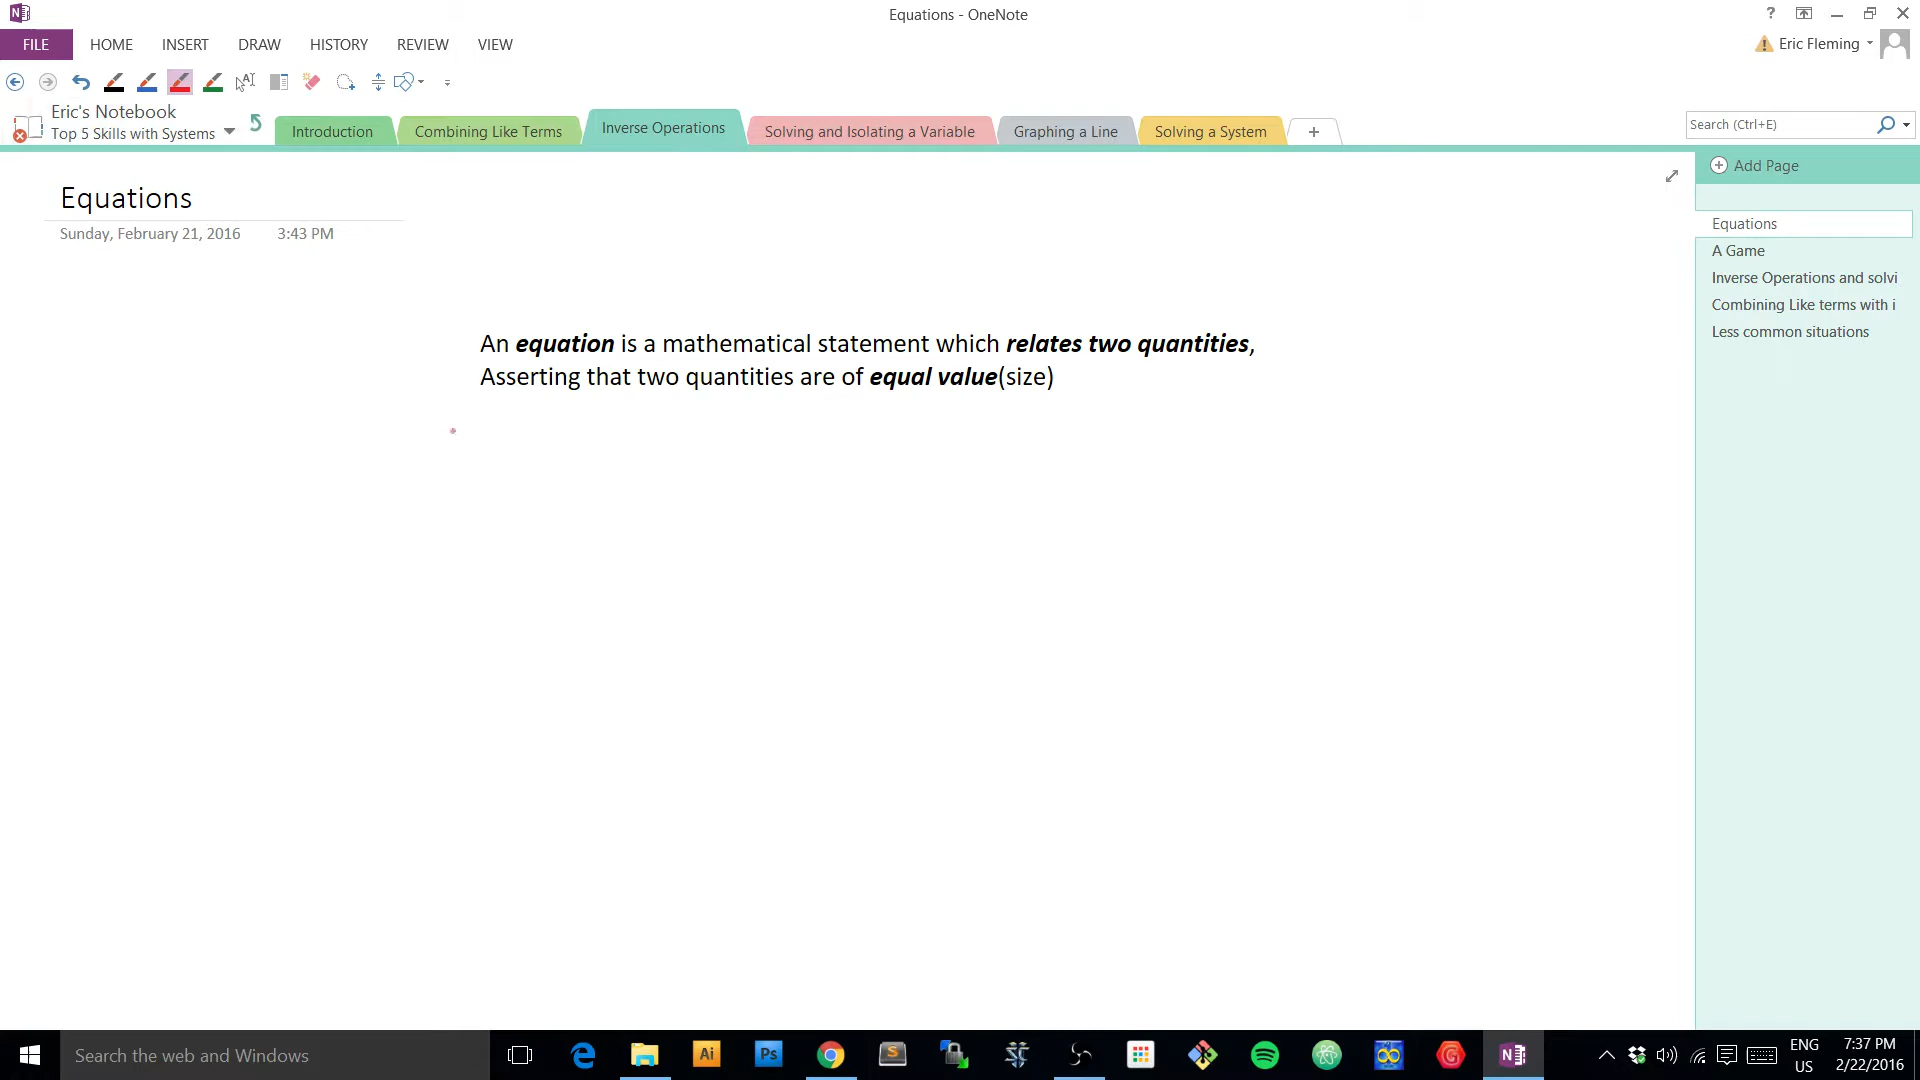 Equations - OneNote
FILE HOME INSERT DRAW HISTORY REVIEW VIEW
Eric Fleming
Eric's Notebook
Top 5 Skills with Systems
Introduction Combining Like Terms Inverse Operations Solving and Isolating a Variable Graphing a Line Solving a System +
Search (Ctrl+E)
Add Page
Equations
Sunday, February 21, 2016 3:43 PM
An equation is a mathematical statement which relates two quantities,
Asserting that two quantities are of equal value(size)
Equations
A Game
Inverse Operations and solvi
Combining Like terms with i
Less common situations
Search the web and Windows
Ai
Ps
ENG
US
7:37 PM
2/22/2016